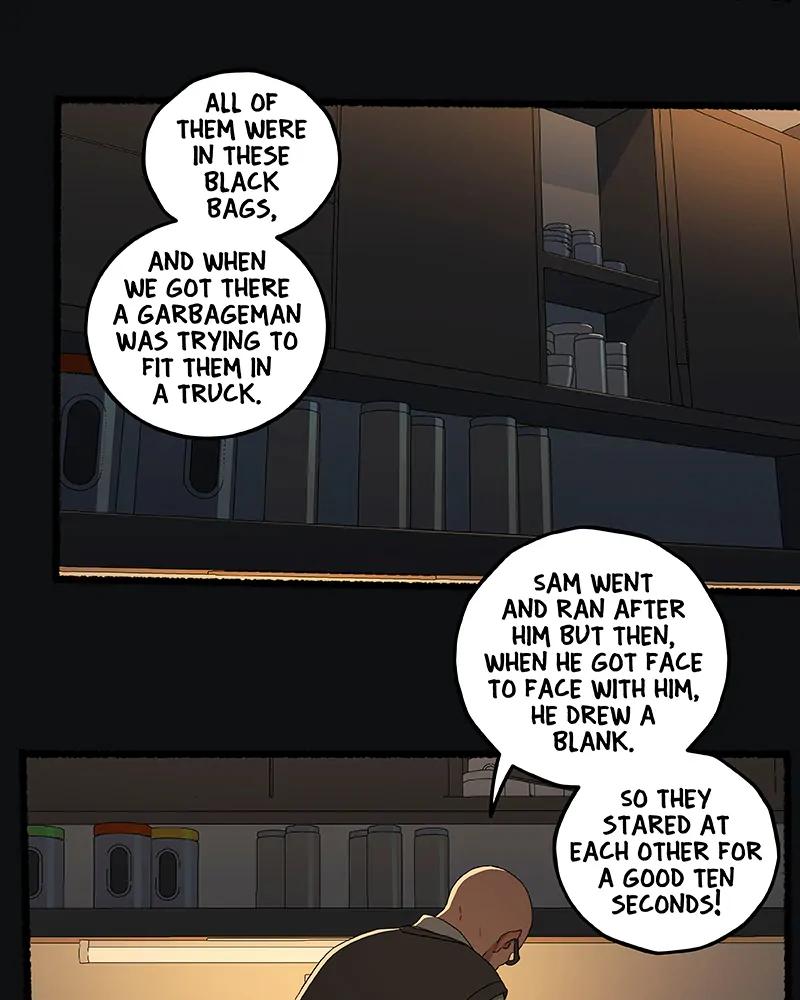 ALL OF
THEM WERE
IN THESE
BLACK
BAGS,
AND WHEN
WE GOT THERE
A GARBAGEMAN
WAS TRYING TO
FIT THEM IN
A TRUCK.
SAM WENT
AND RAN AFTER
HIM BUT THEN,
WHEN HE GOT FACE
TO FACE WITH HIM,
HE DREW A
BLANK.
SO THEY
STARED AT
EACH OTHER FOR
A GOOD TEN
SECONDS!